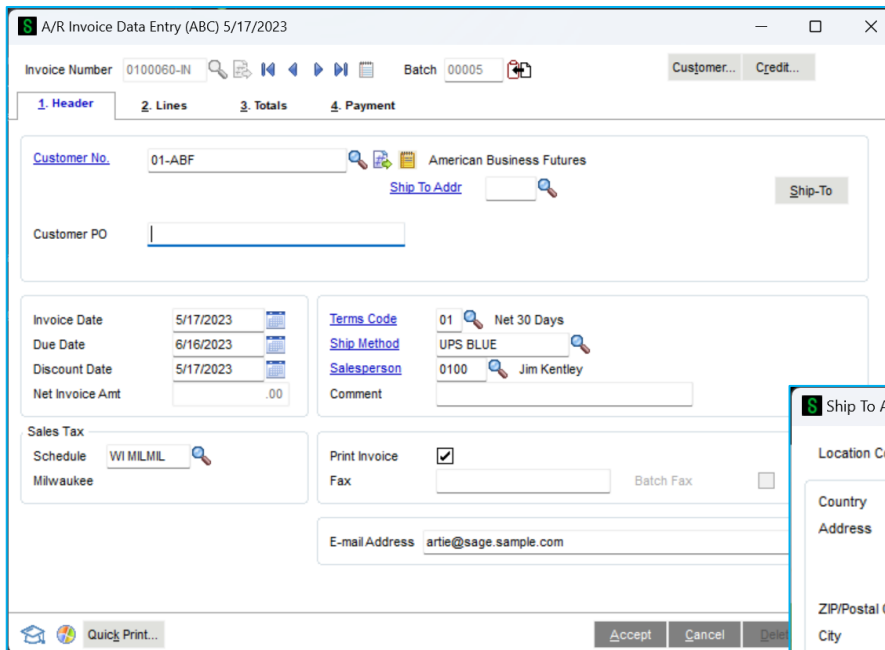 A/R Invoice Data Entry (ABC) 5/17/2023
Invoice Number 0100060-IN Batch 00005 Customer... Credit...
1. Header 2. Lines 3. Totals 4. Payment
Customer No. 01-ABF American Business Futures
Ship To Addr
Ship-To
Customer PO
Invoice Date 5/17/2023 Terms Code 01 Net 30 Days
Due Date 6/16/2023 Ship Method UPS BLUE
Discount Date 5/17/2023 Salesperson 0100 Jim Kentley
Net Invoice Amt .00 Comment
Ship To A
Sales Tax
Schedule WI MILMIL Print Invoice
Location C
Milwaukee Fax Batch Fax
Country
Address
E-mail Address artie@sage.sample.com
ZIP/Postal
Quick Print... Accept Cancel Delet
City